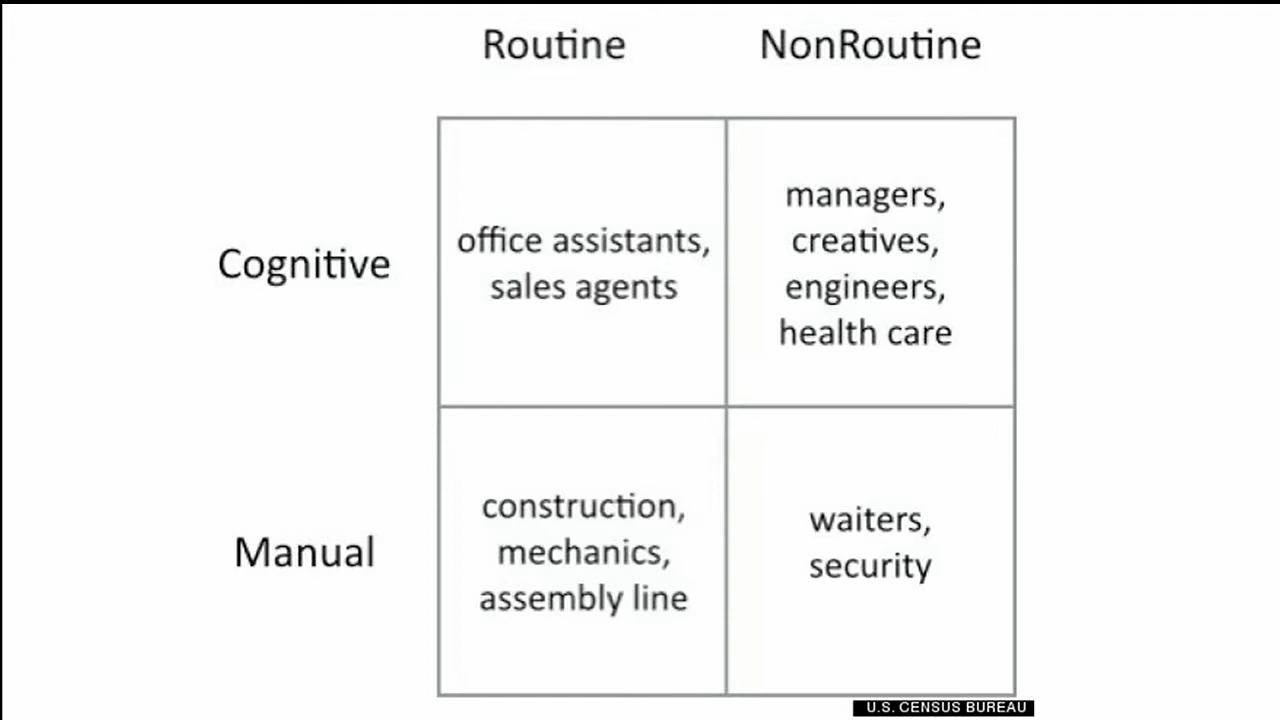 Routine
NonRoutine
Cognitive
office assistants,
sales agents
managers,
creatives,
engineers,
health care
Manual
construction,
mechanics,
assembly line
waiters,
security
U.S. CENSUS BUREAU